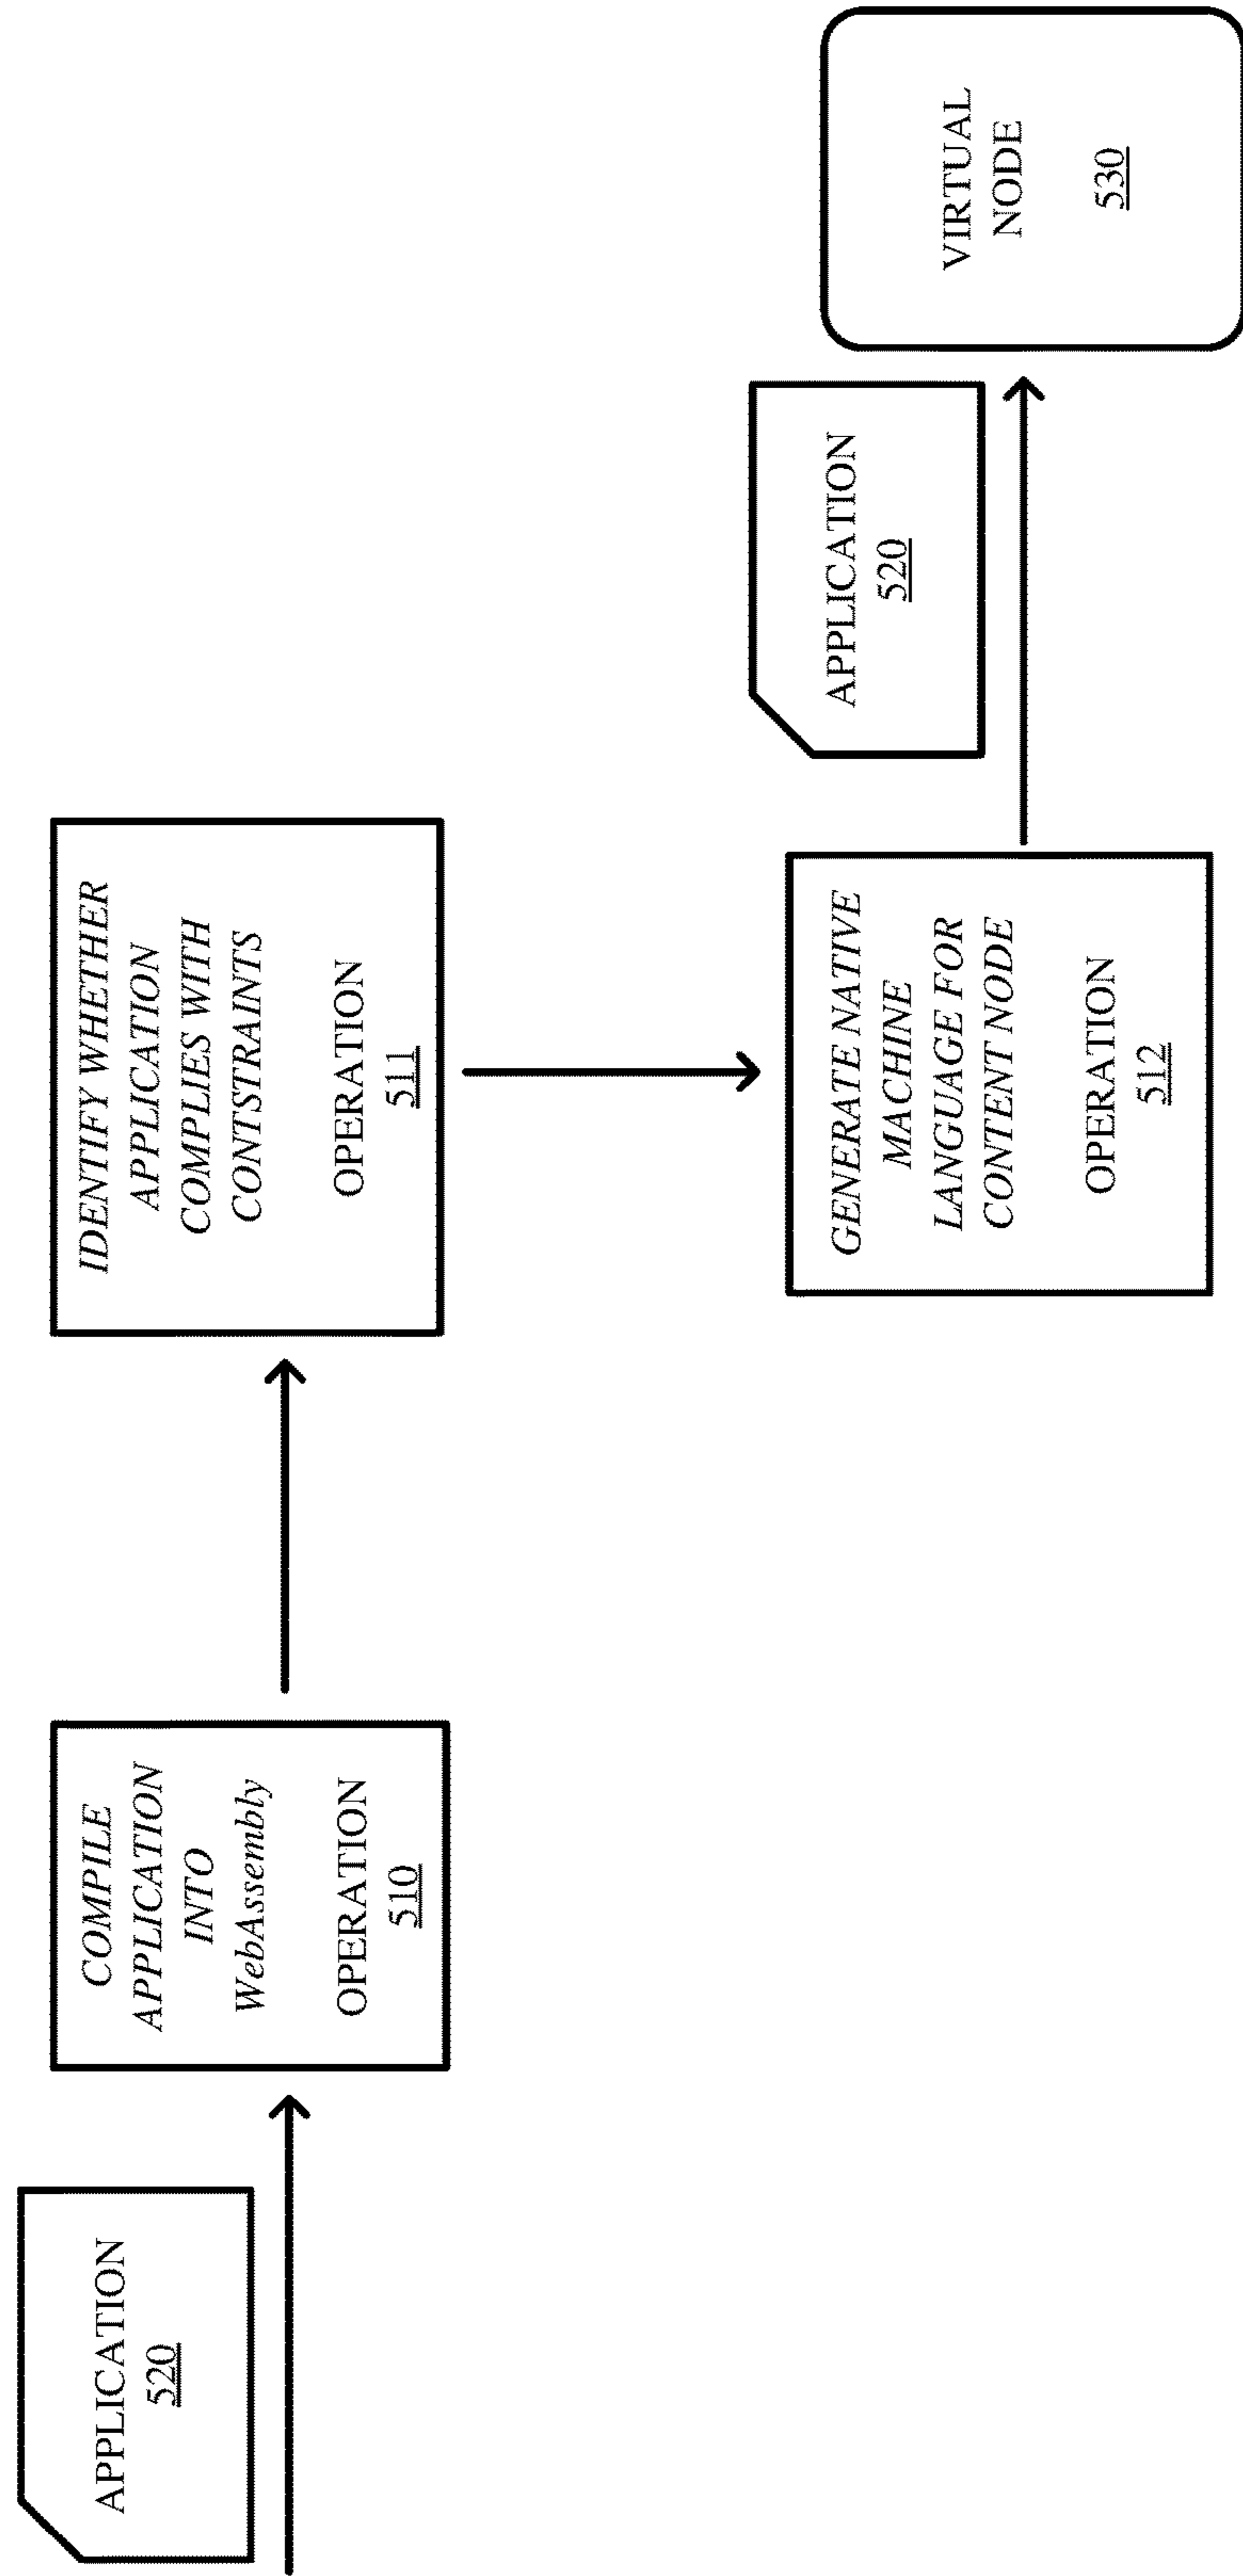 APPLICATION
520
COMPILE
APPLICATION
INTO
WebAssembly
OPERATION
510
IDENTIFY WHETHER
APPLICATION
COMPLIES WITH
CONTSTRAINTS
OPERATION
511
GENERATE NATIVE
MACHINE
LANGUAGE FOR
CONTENT NODE
OPERATION
512
APPLICATION
520
VIRTUAL
NODE
530